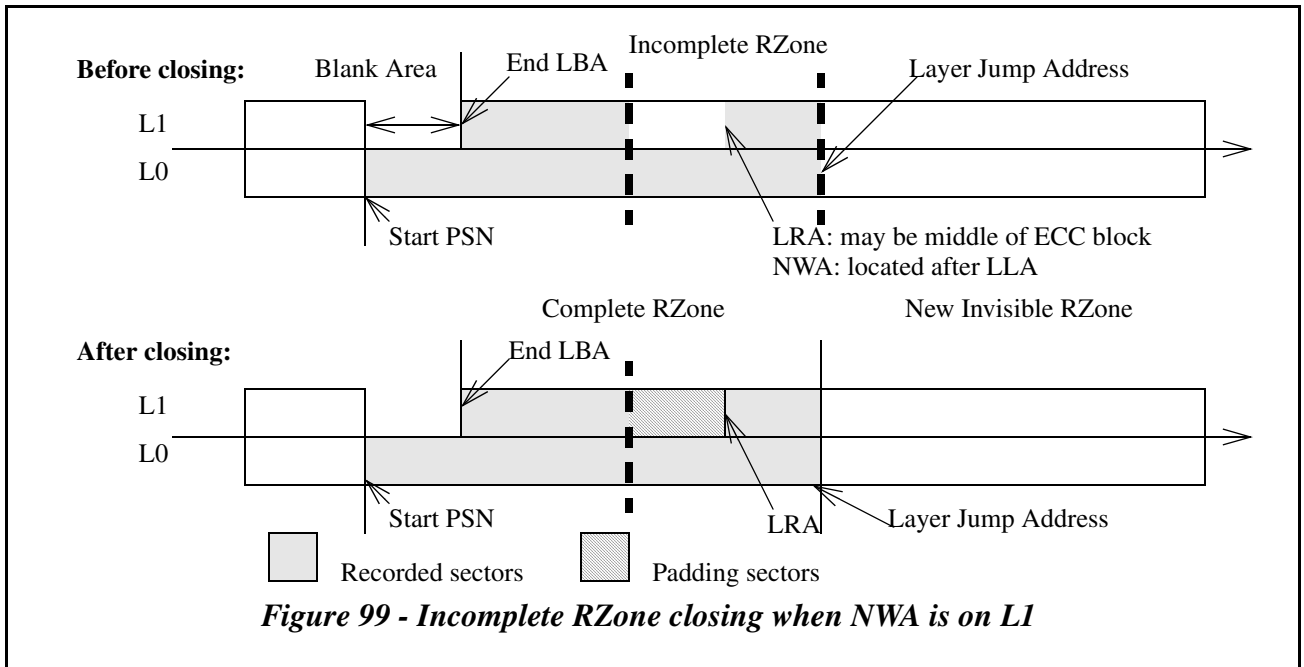 Incomplete RZone
Before closing:
Blank Area
End LBA
Layer Jump Address
L1
L0
Start PSN
LRA: may be middle of ECC block
NWA: located after LLA
Complete RZone
New Invisible RZone
After closing:
End LBA
L1
L0
Start PSN
LRA
Layer Jump Address
Recorded sectors
Padding sectors
Figure 99 - Incomplete RZone closing when NWA is on L1